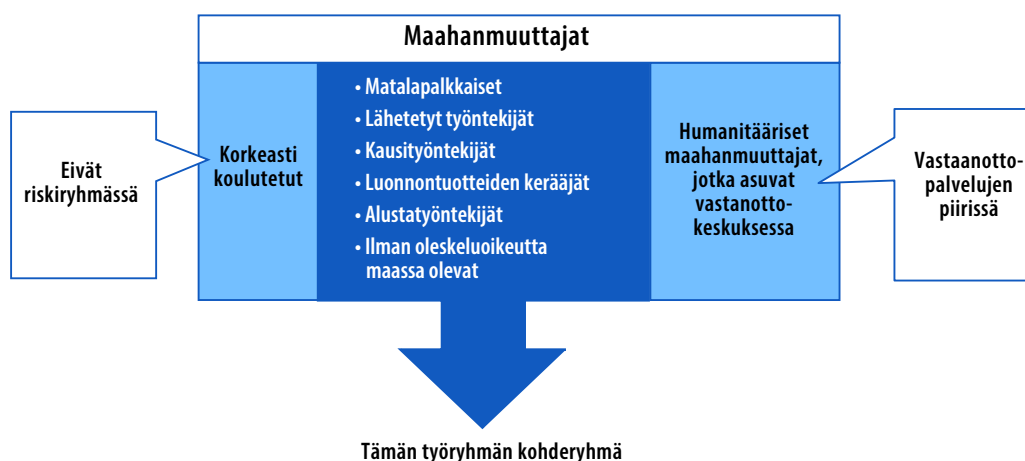 Maahanmuuttajat
Eivät
riskiryhmässä
Korkeasti
koulutetut
• Matalapalkkaiset
• Lähetetyt työntekijät
• Kausityöntekijät
• Luonnontuotteiden kerääjät
• Alustatyöntekijät
• Ilman oleskeluoikeutta
maassa olevat
Humanitääriset
maahanmuuttajat,
jotka asuvat
vastanotto-
keskuksessa
Vastaanotto-
palvelujen
piirissä
Tämän työryhmän kohderyhmä